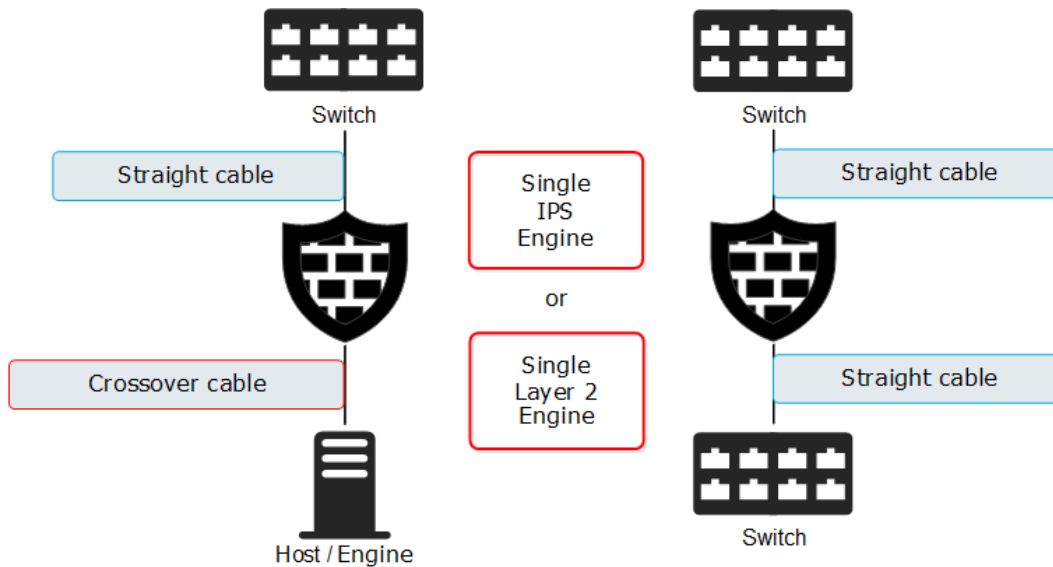 Switch
Switch
Straight cable
Straight cable
Single
IPS
Engine
or
Crossover cable
Straight cable
Single
Layer 2
Engine
Host / Engine
Switch